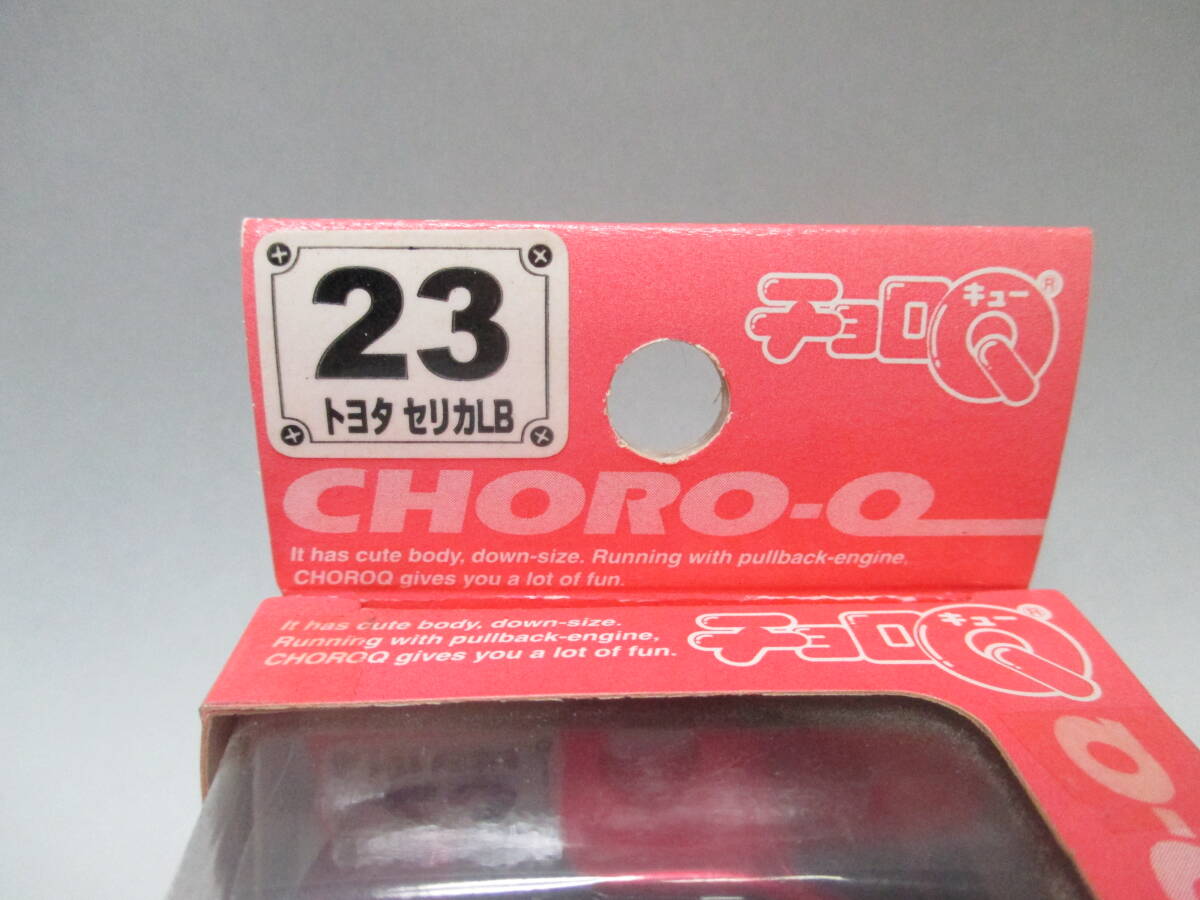 23
トヨタ セリカLB
チョロQ
キュー
®
CHORO-Q
It has cute body, down-size. Running with pullback-engine,
CHOROQ gives you a lot of fun.
It has cute body, down-size.
Running with pullback-engine,
CHOROQ gives you a lot of fun.
チョロQ
キュー
®